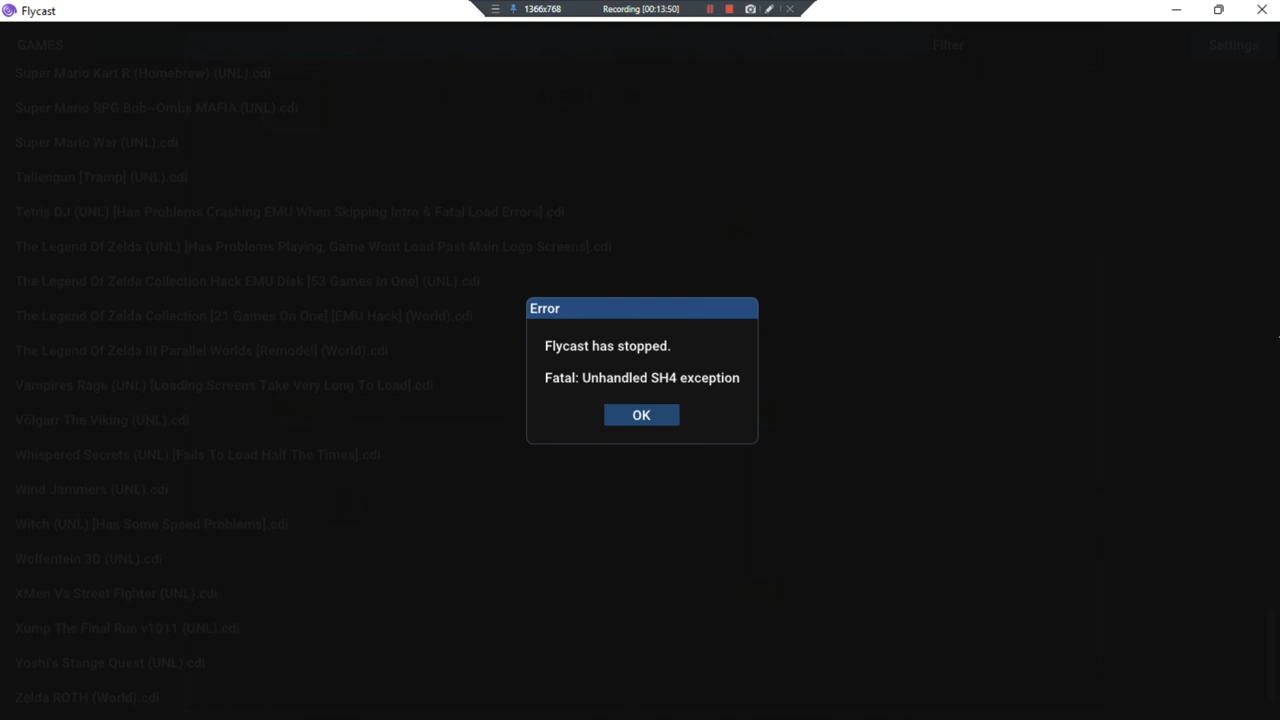 Flycast
1366x768
Recording [00:13:50]
GAMES
Filter
Settings
Super Mario Kart R (Homebrew) (UNL).cdi
Super Mario RPG Bob-Ombs MAFIA (UNL).cdi
Super Mario War (UNL).cdi
Tailengun [Tramp] (UNL).cdi
Tetris DJ (UNL) [Has Problems Crashing EMU When Skipping Intro & Fatal Load Errors].cdi
The Legend Of Zelda (UNL) [Has Problems Playing, Game Wont Load Past Main Logo Screens].cdi
The Legend Of Zelda Collection Hack EMU Disk [53 Games In One] (UNL).cdi
The Legend Of Zelda Collection [21 Games On One] [EMU Hack] (World).cdi
The Legend Of Zelda III Parallel Worlds [Remodel] (World).cdi
Vampires Rage (UNL) [Loading Screens Take Very Long To Load].cdi
Völgarr The Viking (UNL).cdi
Whispered Secrets (UNL) [Fails To Load Half The Times].cdi
Wind Jammers (UNL).cdi
Witch (UNL) [Has Some Speed Problems].cdi
Wolfentein 3D (UNL).cdi
XMen Vs Street Fighter (UNL).cdi
Xump The Final Run v1011 (UNL).cdi
Yoshi's Stange Quest (UNL).cdi
Zelda ROTH (World).cdi
Error
Flycast has stopped.
Fatal: Unhandled SH4 exception
OK